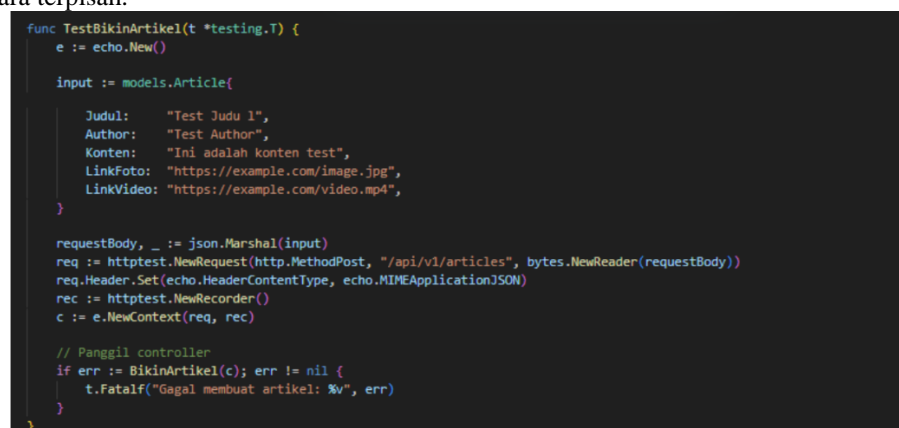 ara terpisah.
func TestBikinArtikel(t *testing.T) {
    e := echo.New()
    input := models.Article{
        Judul:     "Test Judu l",
        Author:    "Test Author",
        Konten:    "Ini adalah konten test",
        LinkFoto:  "https://example.com/image.jpg",
        LinkVideo: "https://example.com/video.mp4",
    }
    requestBody, _ := json.Marshal(input)
    req := httptest.NewRequest(http.MethodPost, "/api/v1/articles", bytes.NewReader(requestBody))
    req.Header.Set(echo.HeaderContentType, echo.MIMEApplicationJSON)
    rec := httptest.NewRecorder()
    c := e.NewContext(req, rec)
    // Panggil controller
    if err := BikinArtikel(c); err != nil {
        t.Fatalf("Gagal membuat artikel: %v", err)
    }
}